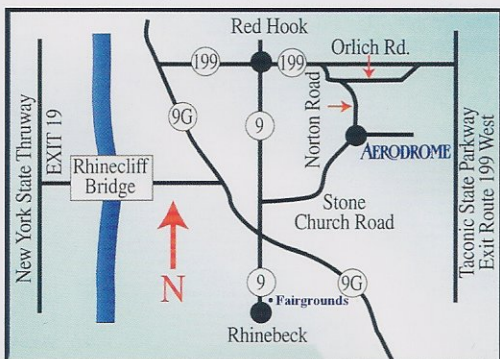 Red Hook
Orlich Rd.
199
199
9G
9
Norton Road
AERODROME
New York State Thruway
EXIT 19
Rhinecliff
Bridge
Stone
Church Road
Taconic State Parkway
Exit Route 199 West
N
9
9G
Fairgrounds
Rhinebeck